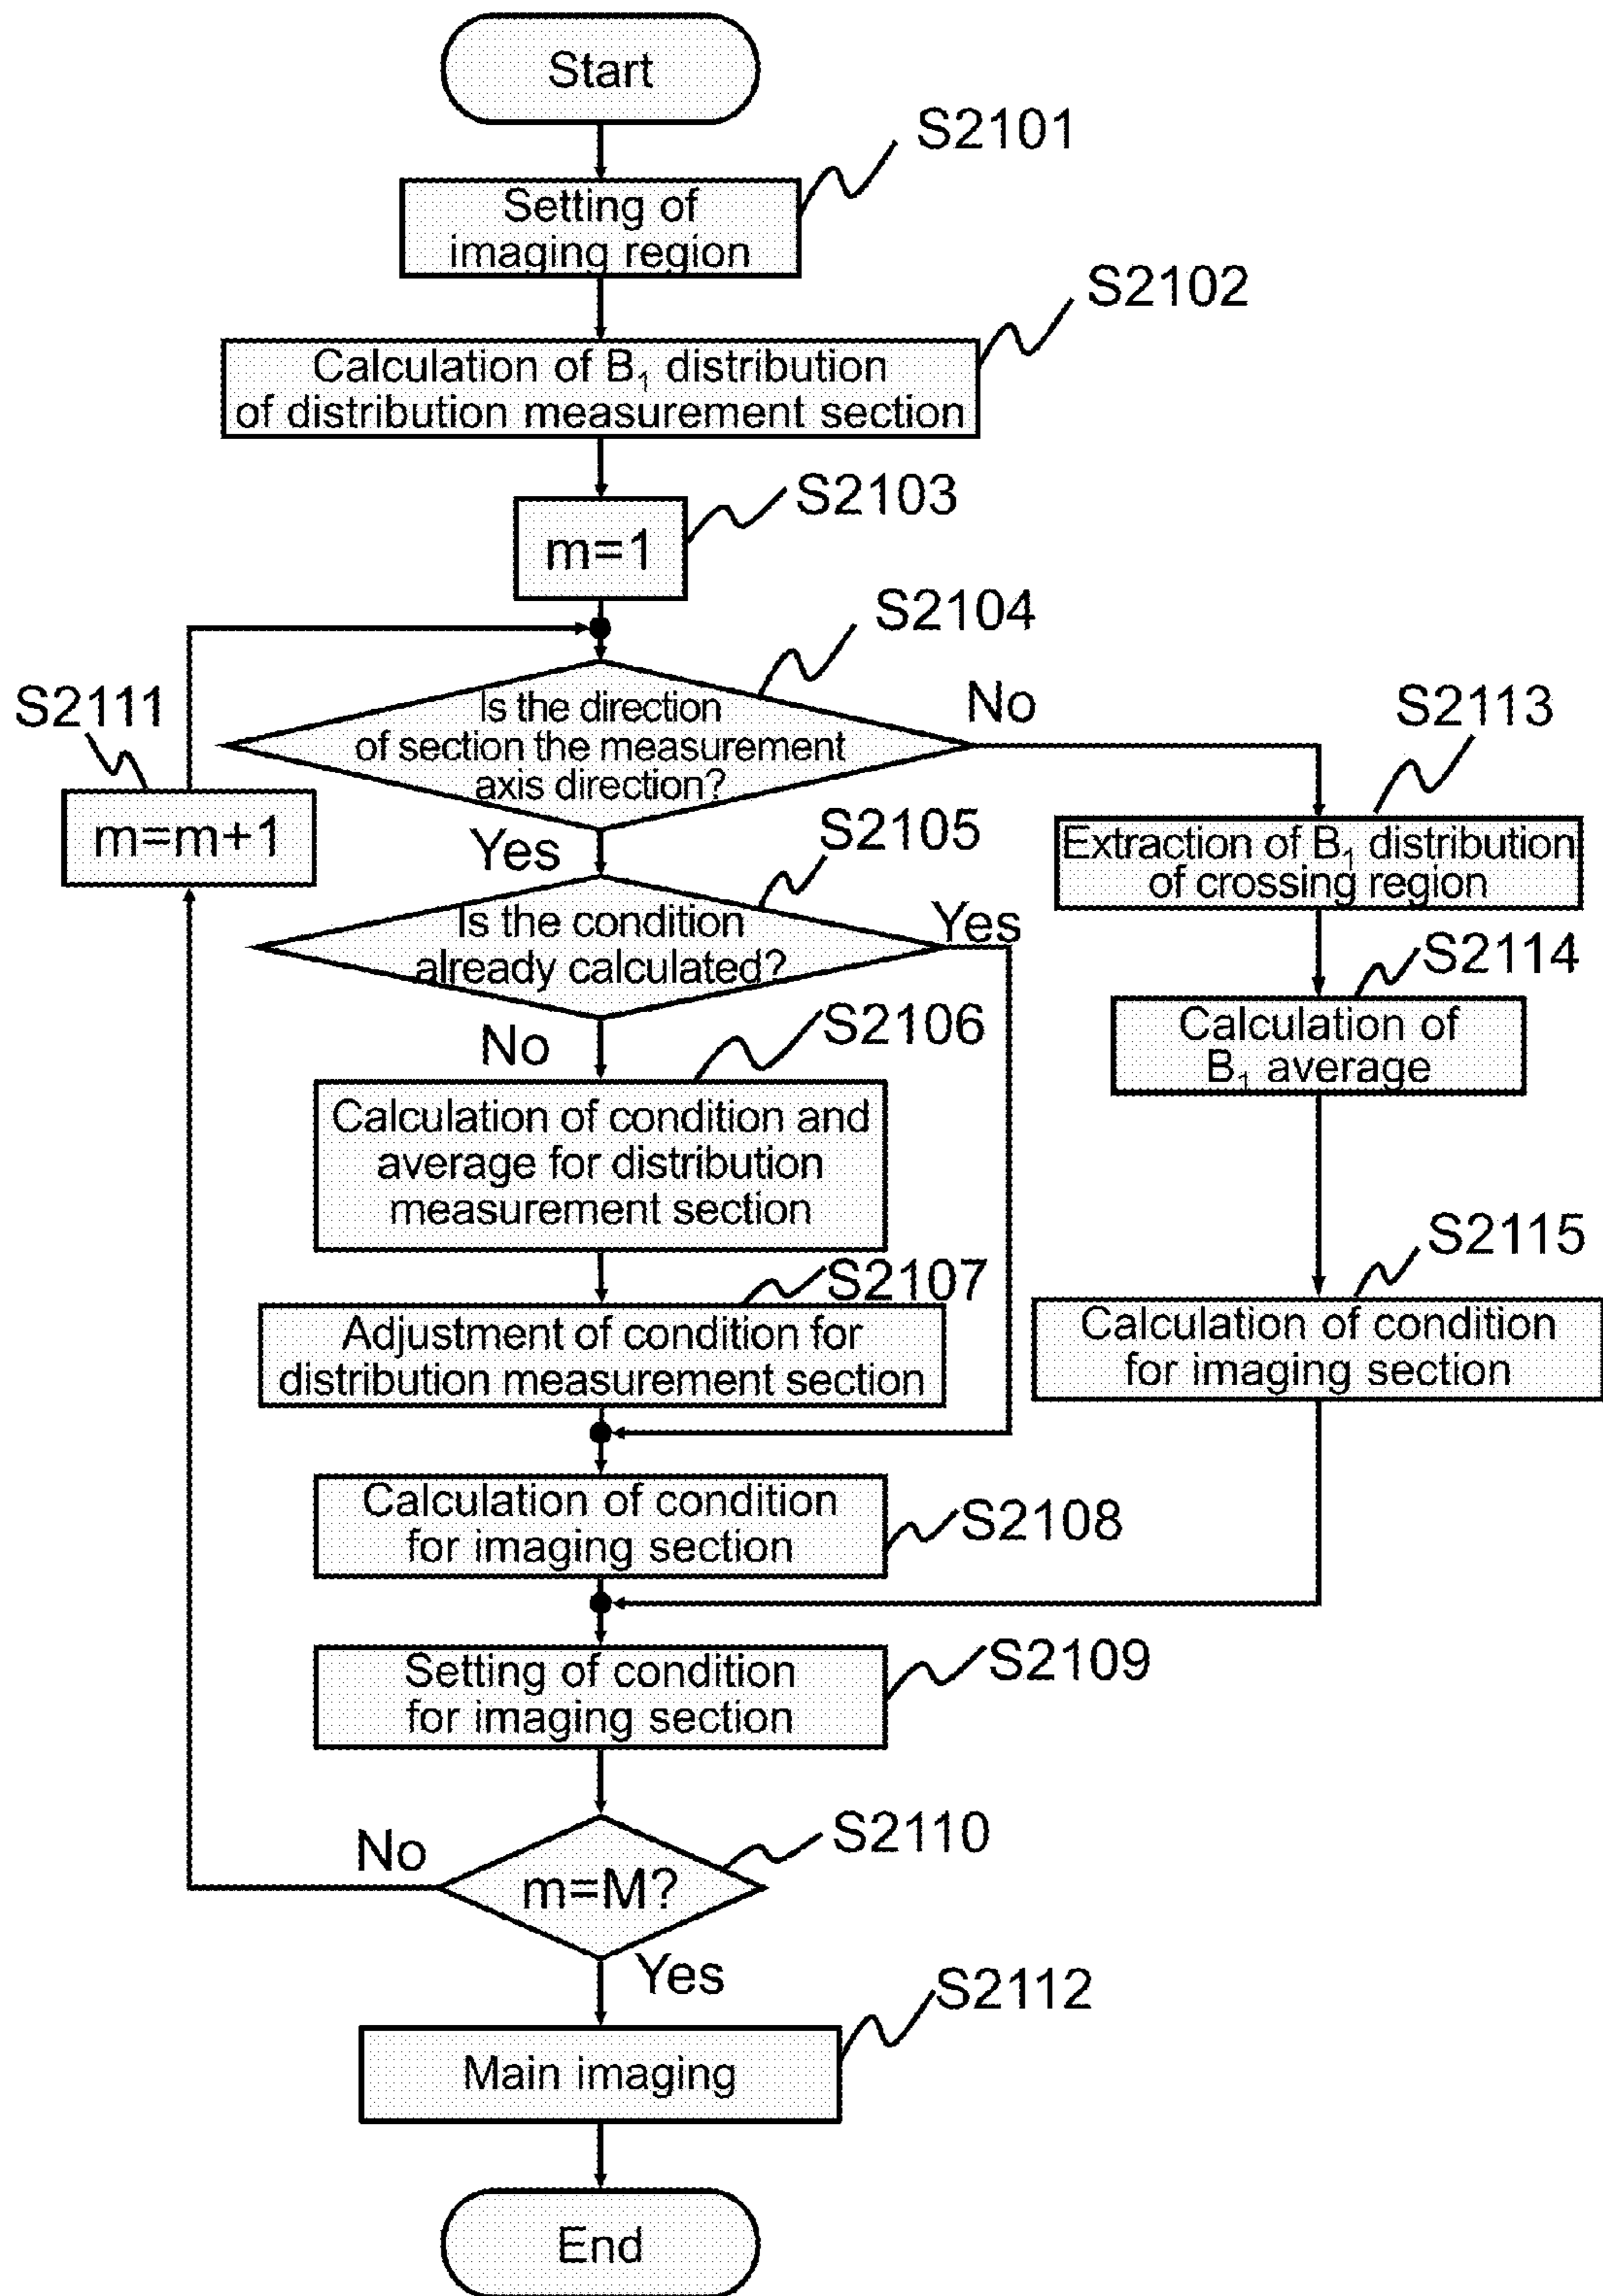 Start
S2101
Setting of
imaging region
S2102
Calculation of B₁ distribution
of distribution measurement section
S2103
m=1
S2104
Is the direction
of section the measurement
axis direction?
No
Yes
S2111
m=m+1
S2113
Extraction of B₁ distribution
of crossing region
S2105
Is the condition
already calculated?
Yes
No
S2114
Calculation of
B₁ average
S2106
Calculation of condition and
average for distribution
measurement section
S2107
Adjustment of condition for
distribution measurement section
S2115
Calculation of condition
for imaging section
Calculation of condition
for imaging section
S2108
Setting of condition
for imaging section
S2109
S2110
m=M?
No
Yes
S2112
Main imaging
End